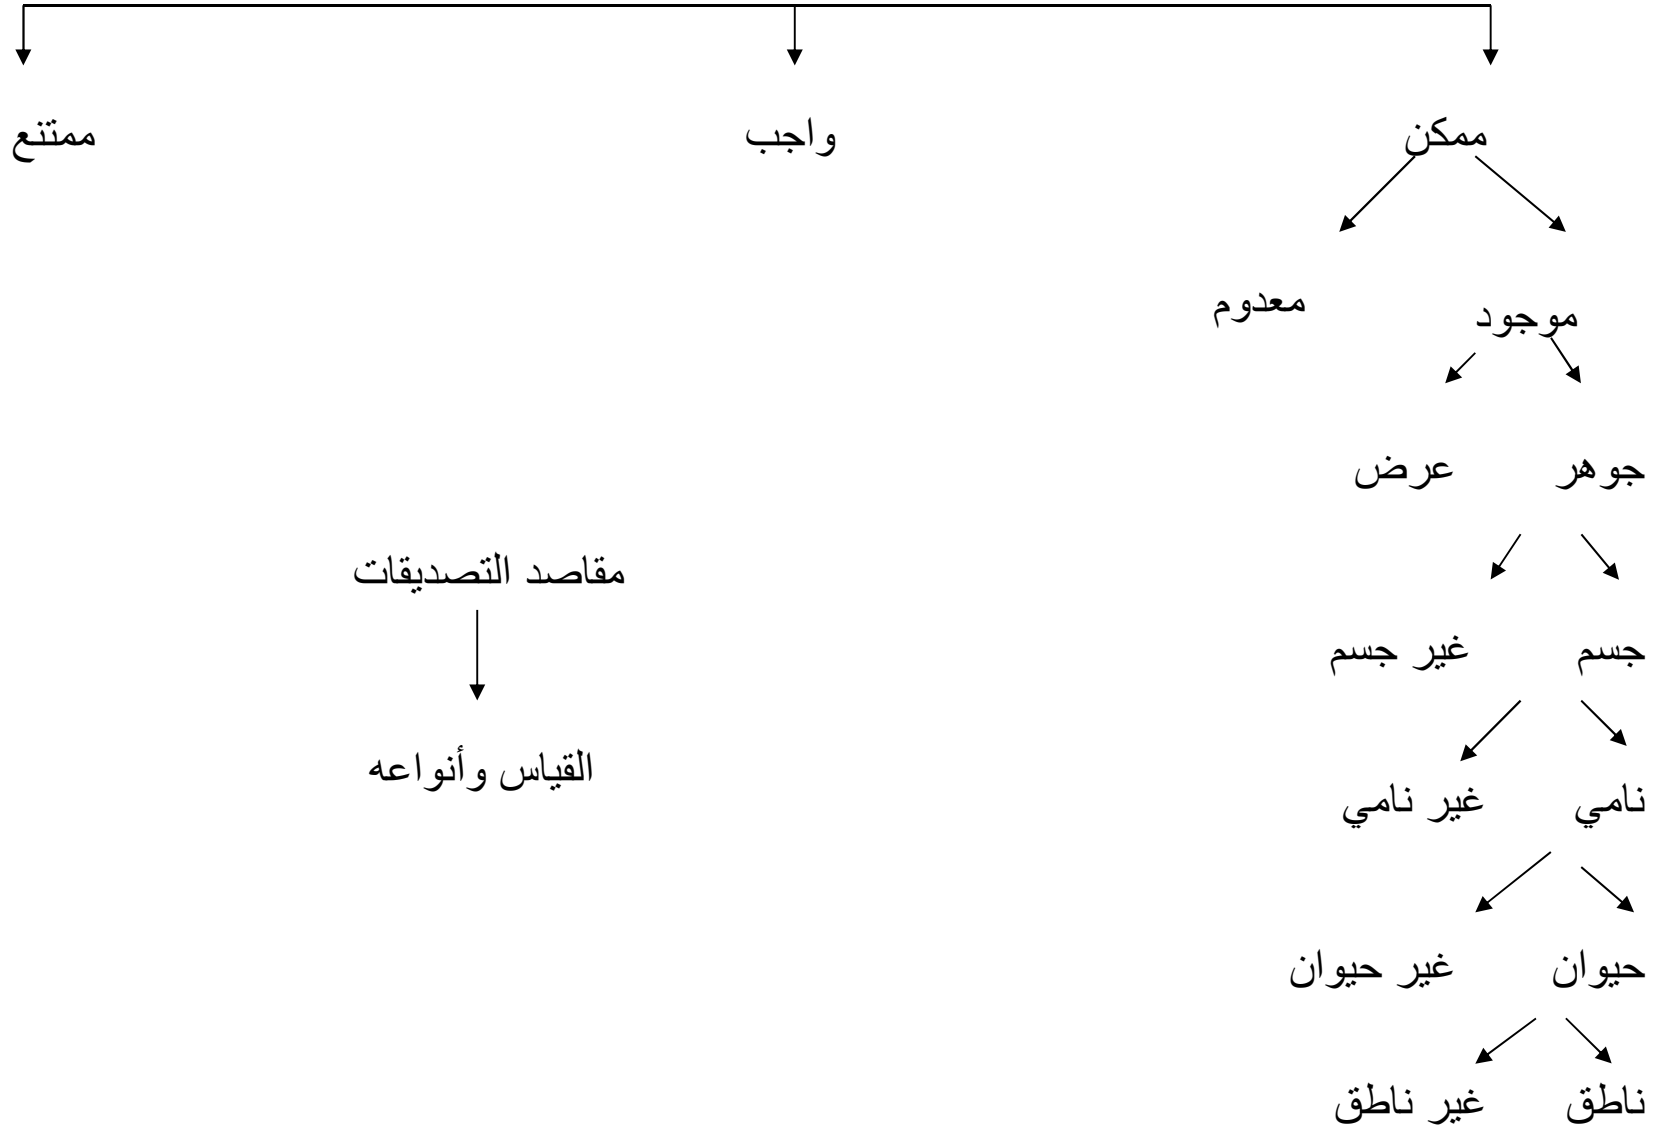 ممكن واجب ممتنع
موجود معدوم
جوهر عرض
مقاصد التصديقات
جسم غير جسم
القياس وأنواعه
نامي غير نامي
حيوان غير حيوان
ناطق غير ناطق